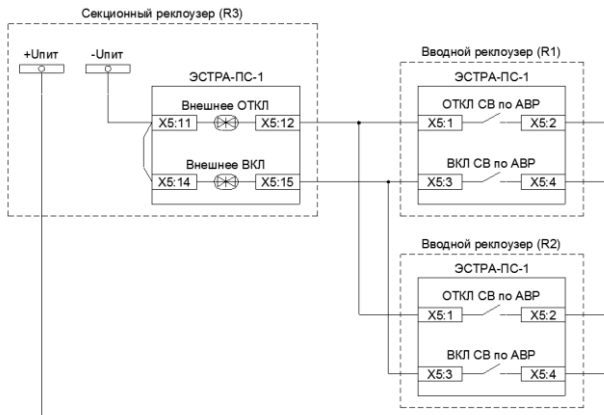 Секционный реклоузер (R3)
+Uпит
-Uпит
ЭСТРА-ПС-1
Внешнее ОТКЛ
X5:11
X5:12
Внешнее ВКЛ
X5:14
X5:15
Вводной реклоузер (R1)
ЭСТРА-ПС-1
ОТКЛ СВ по АВР
X5:1
X5:2
ВКЛ СВ по АВР
X5:3
X5:4
Вводной реклоузер (R2)
ЭСТРА-ПС-1
ОТКЛ СВ по АВР
X5:1
X5:2
ВКЛ СВ по АВР
X5:3
X5:4